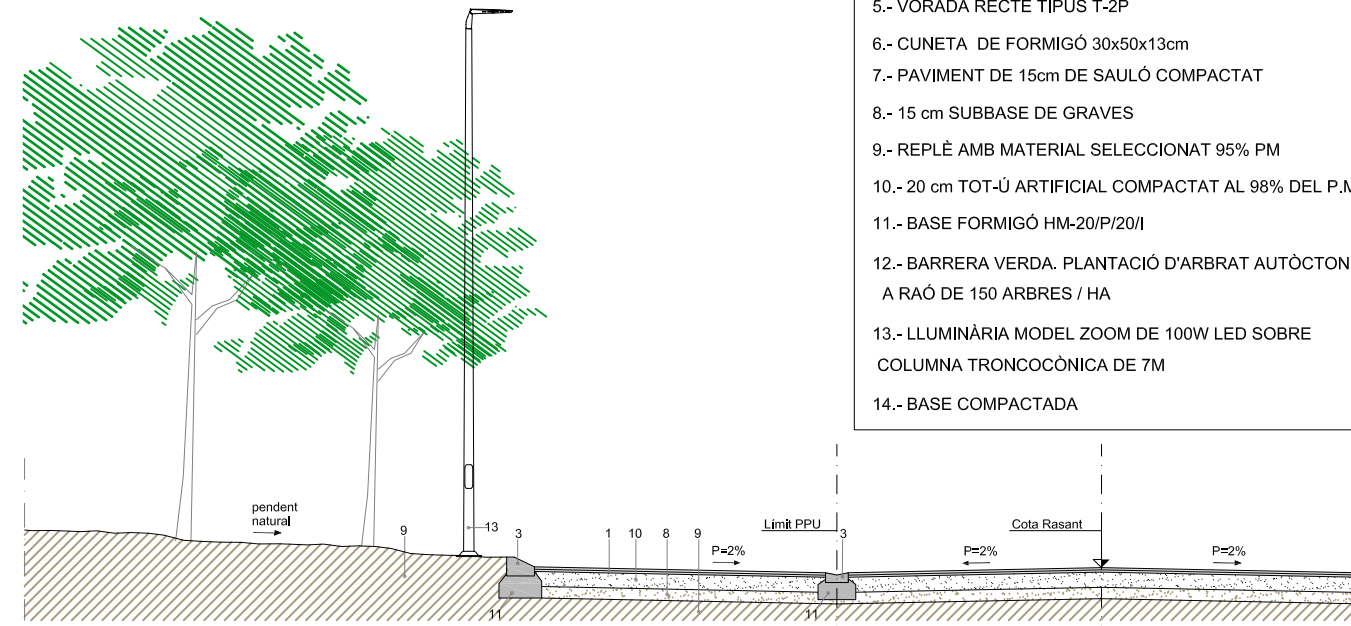 5.- VORADA RECTE TIPUS T-2P
6.- CUNETA DE FORMIGÓ 30x50x13cm
7.- PAVIMENT DE 15cm DE SAULÓ COMPACTAT
8.- 15 cm SUBBASE DE GRAVES
9.- REPLÈ AMB MATERIAL SELECCIONAT 95% PM
10.- 20 cm TOT-Ú ARTIFICIAL COMPACTAT AL 98% DEL P.M
11.- BASE FORMIGÓ HM-20/P/20/I
12.- BARRERA VERDA. PLANTACIÓ D'ARBRAT AUTÒCTON
A RAÓ DE 150 ARBRES / HA
13.- LLUMINÀRIA MODEL ZOOM DE 100W LED SOBRE
COLUMNA TRONCOCÒNICA DE 7M
14.- BASE COMPACTADA
pendent
natural
9
13
3
1
10
8
9
P=2%
Límit PPU
3
P=2%
Cota Rasant
P=2%
11
11